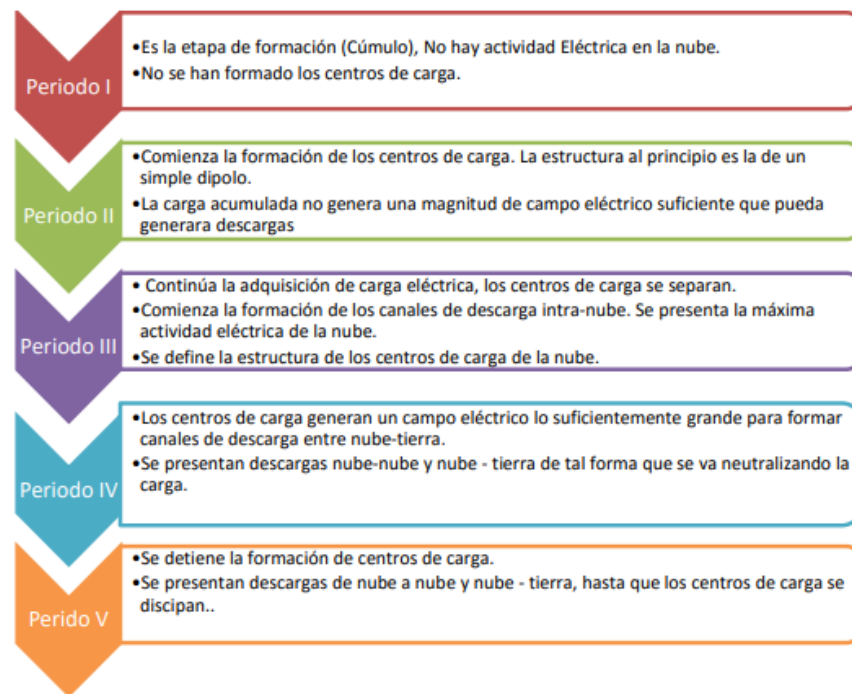 Periodo I
•Es la etapa de formación (Cúmulo), No hay actividad Eléctrica en la nube.
•No se han formado los centros de carga.
Periodo II
•Comienza la formación de los centros de carga. La estructura al principio es la de un
simple dipolo.
•La carga acumulada no genera una magnitud de campo eléctrico suficiente que pueda
generara descargas
Periodo III
• Continúa la adquisición de carga eléctrica, los centros de carga se separan.
•Comienza la formación de los canales de descarga intra-nube. Se presenta la máxima
actividad eléctrica de la nube.
•Se define la estructura de los centros de carga de la nube.
Periodo IV
•Los centros de carga generan un campo eléctrico lo suficientemente grande para formar
canales de descarga entre nube-tierra.
•Se presentan descargas nube-nube y nube - tierra de tal forma que se va neutralizando la
carga.
Perido V
•Se detiene la formación de centros de carga.
•Se presentan descargas de nube a nube y nube - tierra, hasta que los centros de carga se
discipan..